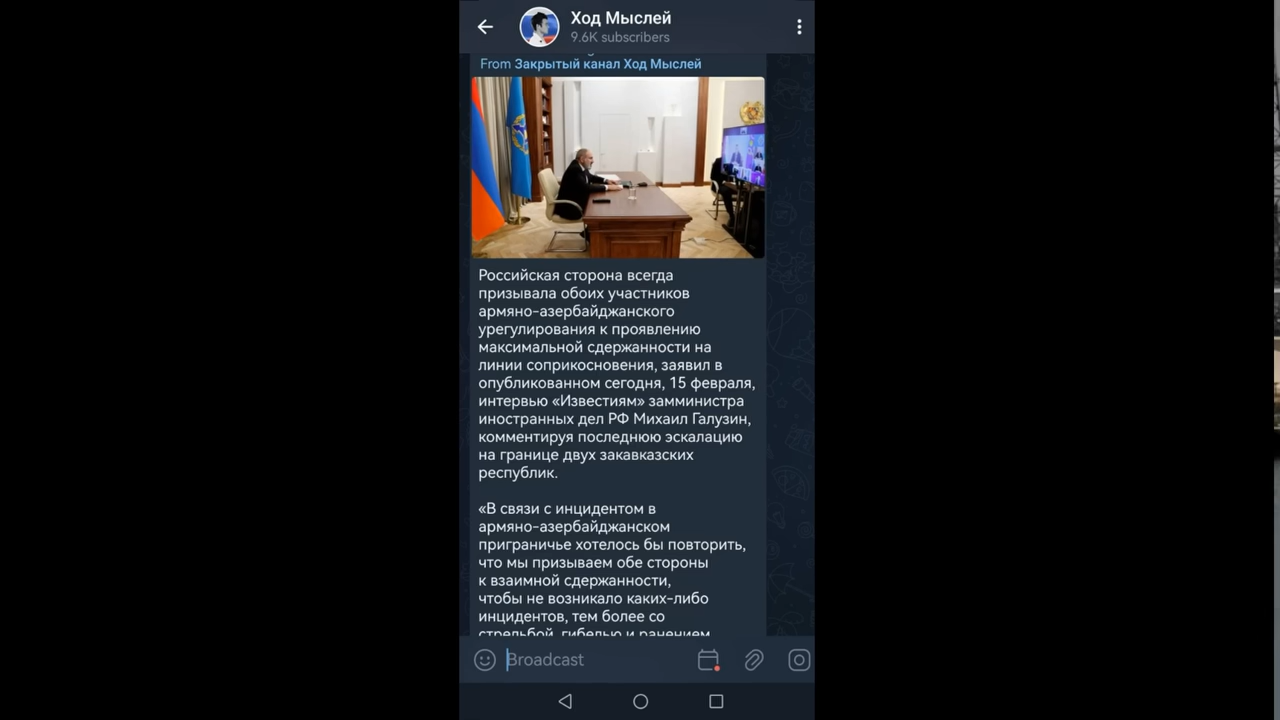 Ход Мыслей
9.6K subscribers
From Закрытый канал Ход Мыслей
Российская сторона всегда
призывала обоих участников
армяно-азербайджанского
урегулирования к проявлению
максимальной сдержанности на
линии соприкосновения, заявил в
опубликованном сегодня, 15 февраля,
интервью «Известиям» замминистра
иностранных дел РФ Михаил Галузин,
комментируя последнюю эскалацию
на границе двух закавказских
республик.
«В связи с инцидентом в
армяно-азербайджанском
приграничье хотелось бы повторить,
что мы призываем обе стороны
к взаимной сдержанности,
чтобы не возникало каких-либо
инцидентов, тем более со
стрельбой, гибелью и ранением
Broadcast